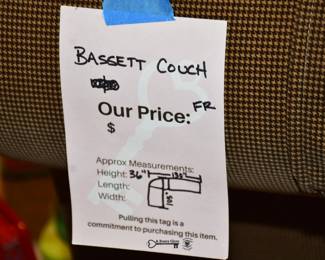 BASSETT COUCH
Our Price: FR
$
Approx Measurements:
Height: 36"
Length:
Width:
Pulling this tag is a
commitment to purchasing this item.